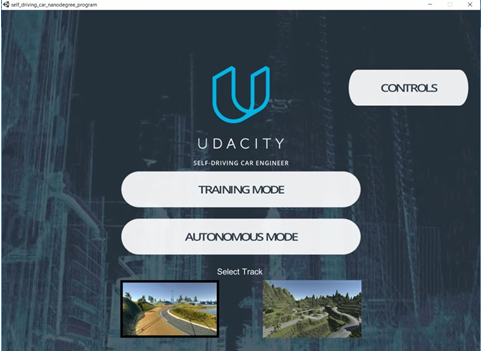 self_driving_car_nanodegree_program
CONTROLS
UDACITY
SELF-DRIVING CAR ENGINEER
TRAINING MODE
AUTONOMOUS MODE
Select Track